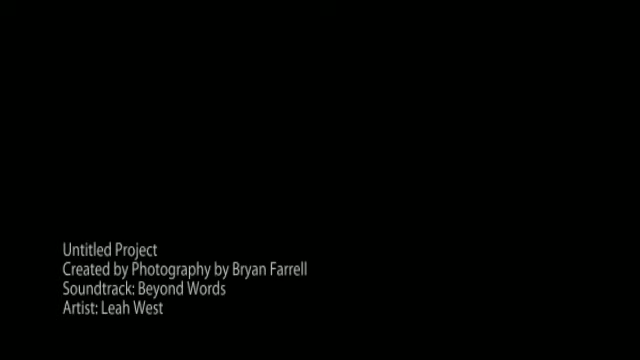 Untitled Project
Created by Photography by Bryan Farrell
Soundtrack: Beyond Words
Artist: Leah West